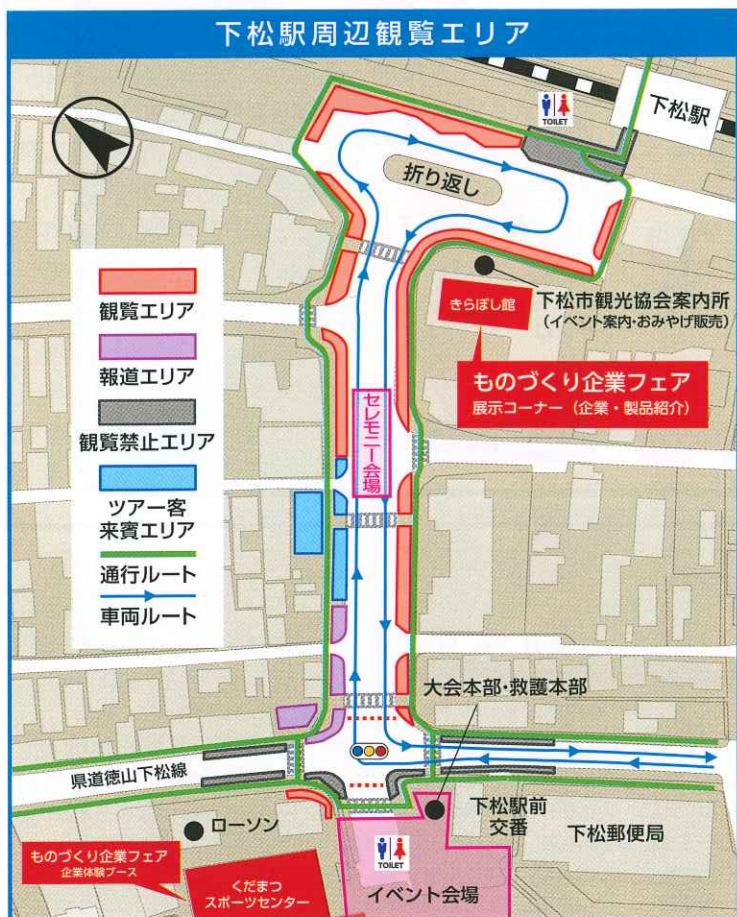 下松駅周辺観覧エリア
TOILET
下松駅
折り返し
観覧エリア
報道エリア
観覧禁止エリア
ツアー客
来賓エリア
通行ルート
車両ルート
下松市観光協会案内所
（イベント案内・おみやげ販売）
きらぼし館
ものづくり企業フェア
展示コーナー（企業・製品紹介）
セレモニー会場
大会本部・救護本部
県道徳山下松線
ローソン
下松駅前
交番
下松郵便局
ものづくり企業フェア
企業体験ブース
くだまつ
スポーツセンター
TOILET
イベント会場